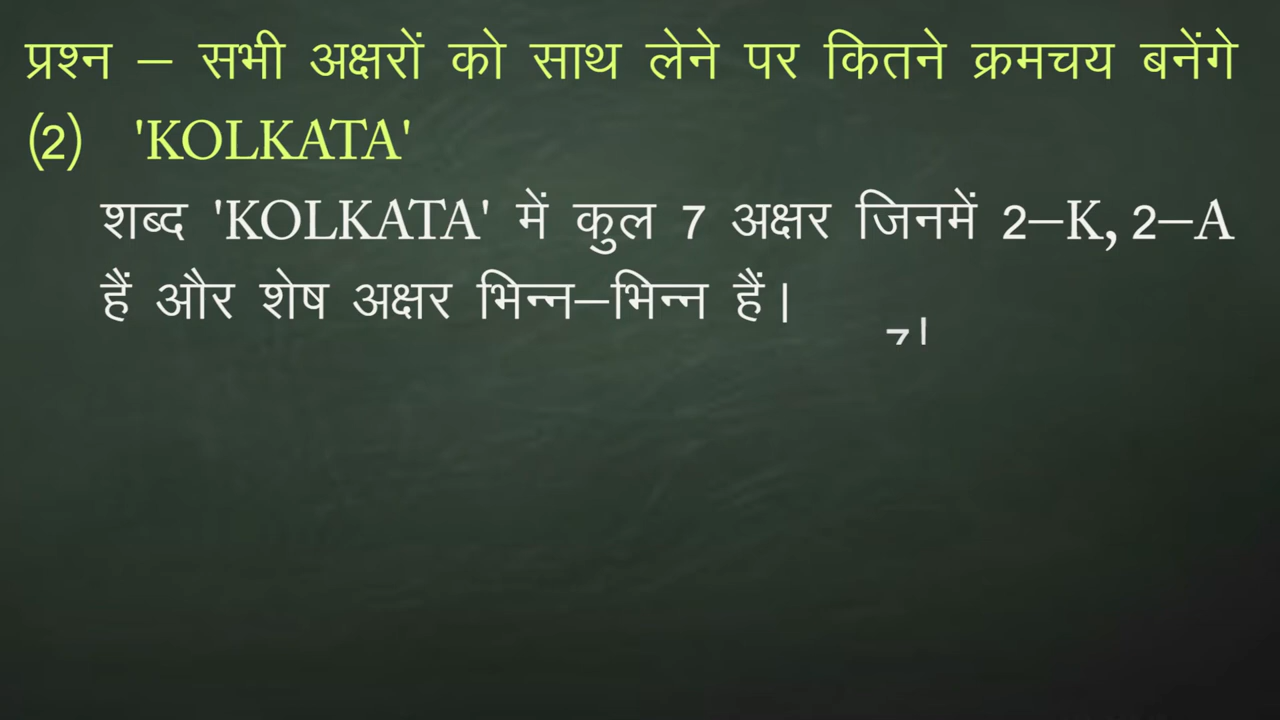 प्रश्न – सभी अक्षरों को साथ लेने पर कितने क्रमचय बनेंगे
(2) 'KOLKATA'
शब्द 'KOLKATA' में कुल 7 अक्षर जिनमें 2–K, 2–A
हैं और शेष अक्षर भिन्न–भिन्न हैं|